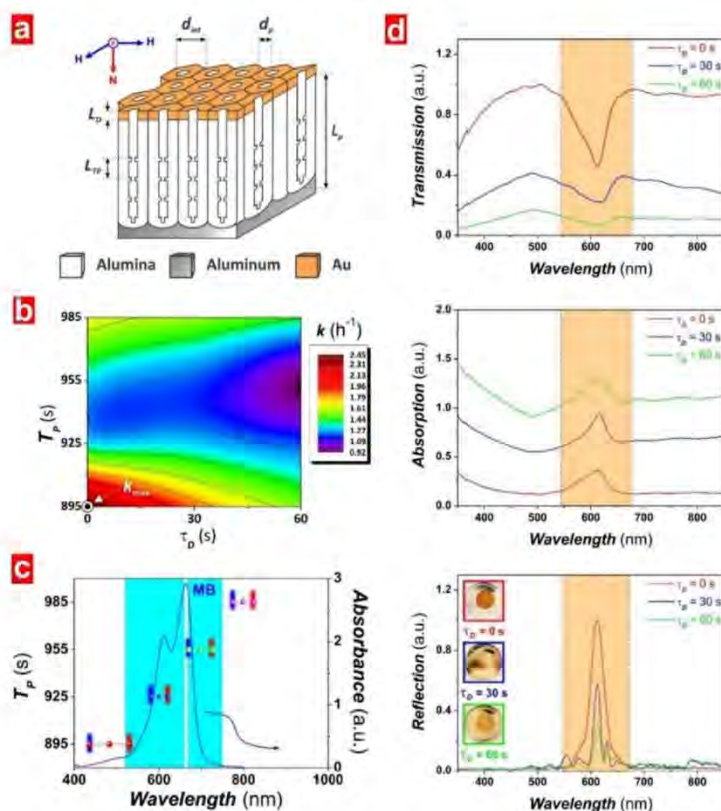 a
d_int
d_p
H
H
N
L_D
L_TP
L_p
Alumina
Aluminum
Au
b
985
955
925
895
T_P (s)
k_max
0
30
60
τ_D (s)
k (h⁻¹)
2.45
2.31
2.13
1.96
1.79
1.61
1.44
1.27
1.09
0.92
c
MB
985
955
925
895
T_P (s)
3
2
1
0
Absorbance (a.u.)
400
600
800
1000
Wavelength (nm)
d
τ_D = 0 s
τ_D = 30 s
τ_D = 60 s
1.2
0.8
0.4
0.0
Transmission (a.u.)
400
500
600
700
800
Wavelength (nm)
τ_D = 0 s
τ_D = 30 s
τ_D = 60 s
2.0
1.5
1.0
0.5
0.0
Absorption (a.u.)
400
500
600
700
800
Wavelength (nm)
τ_D = 0 s
τ_D = 30 s
τ_D = 60 s
1.2
0.8
0.4
0.0
Reflection (a.u.)
τ_D = 0 s
τ_D = 30 s
τ_D = 60 s
400
500
600
700
800
Wavelength (nm)